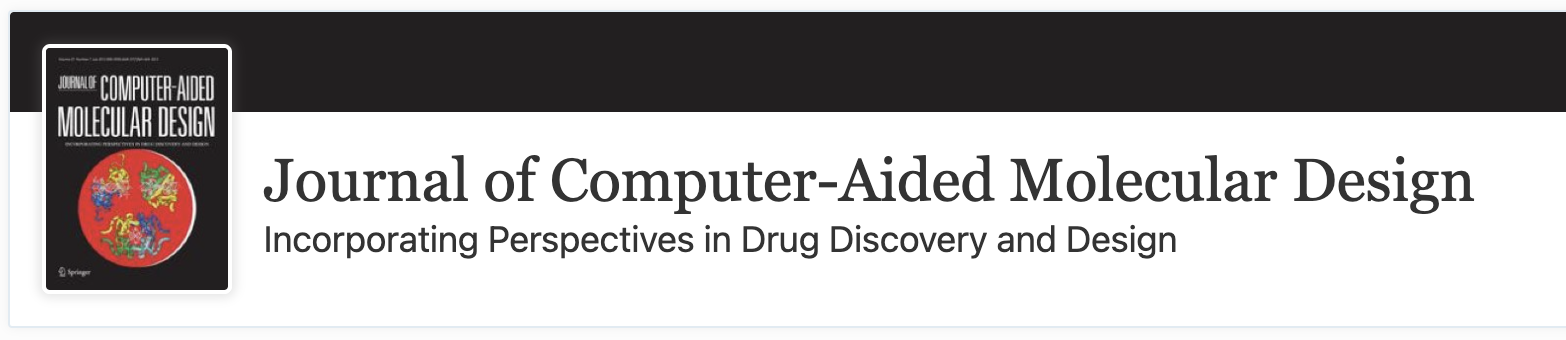 JOURNAL OF COMPUTER-AIDED
MOLECULAR DESIGN
INCORPORATING PERSPECTIVES IN DRUG DISCOVERY AND DESIGN
Springer
Journal of Computer-Aided Molecular Design
Incorporating Perspectives in Drug Discovery and Design